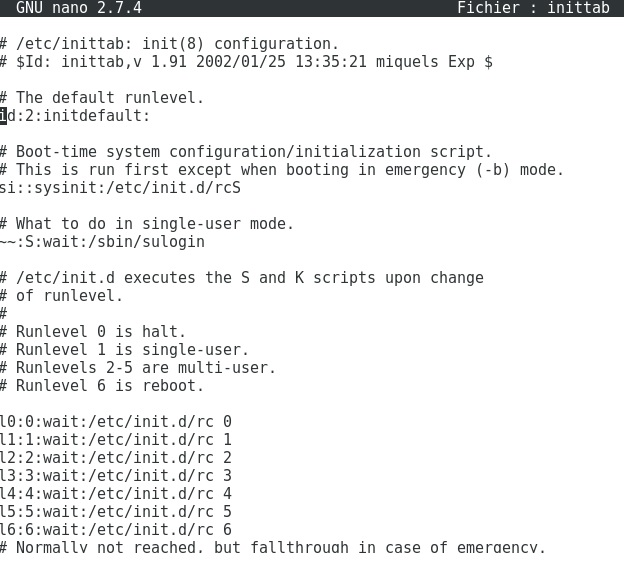 GNU nano 2.7.4 Fichier : inittab
# /etc/inittab: init(8) configuration.
# $Id: inittab,v 1.91 2002/01/25 13:35:21 miquels Exp $
# The default runlevel.
id:2:initdefault:
# Boot-time system configuration/initialization script.
# This is run first except when booting in emergency (-b) mode.
si::sysinit:/etc/init.d/rcS
# What to do in single-user mode.
~~:S:wait:/sbin/sulogin
# /etc/init.d executes the S and K scripts upon change
# of runlevel.
#
# Runlevel 0 is halt.
# Runlevel 1 is single-user.
# Runlevels 2-5 are multi-user.
# Runlevel 6 is reboot.
l0:0:wait:/etc/init.d/rc 0
l1:1:wait:/etc/init.d/rc 1
l2:2:wait:/etc/init.d/rc 2
l3:3:wait:/etc/init.d/rc 3
l4:4:wait:/etc/init.d/rc 4
l5:5:wait:/etc/init.d/rc 5
l6:6:wait:/etc/init.d/rc 6
# Normally not reached, but fallthrough in case of emergency.